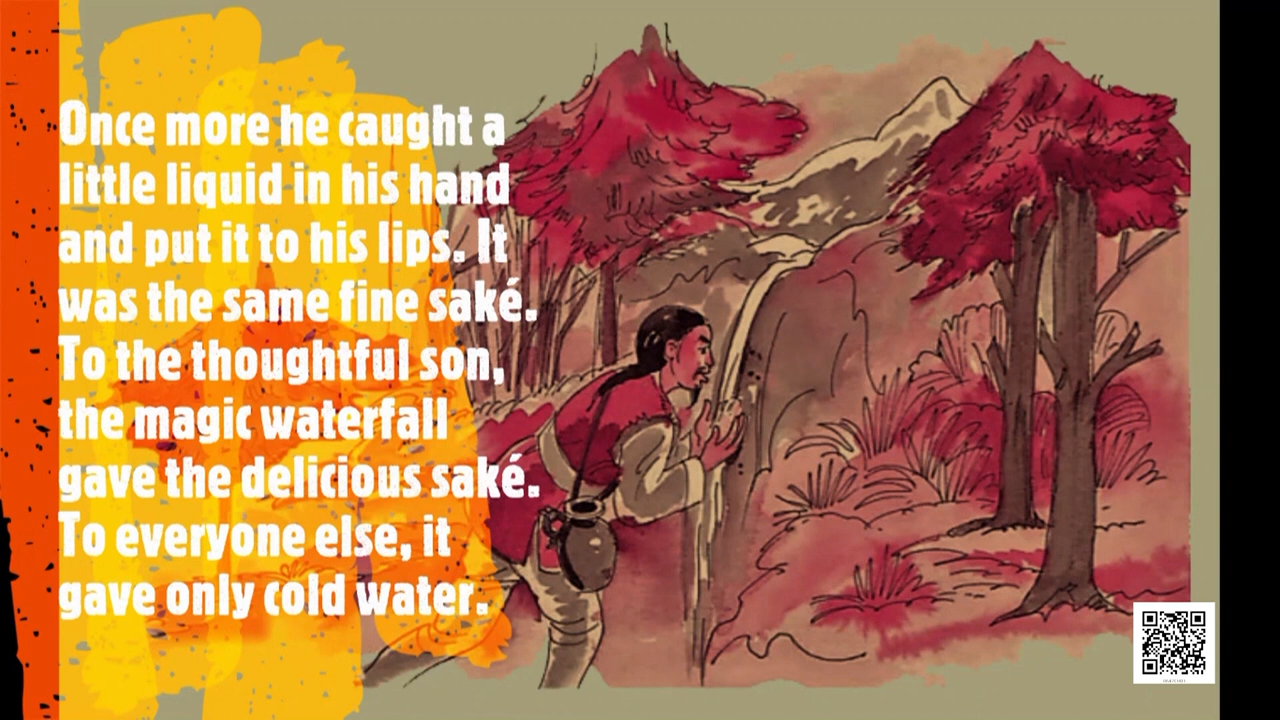 Once more he caught a
little liquid in his hand
and put it to his lips. It
was the same fine saké.
To the thoughtful son,
the magic waterfall
gave the delicious saké.
To everyone else, it
gave only cold water.